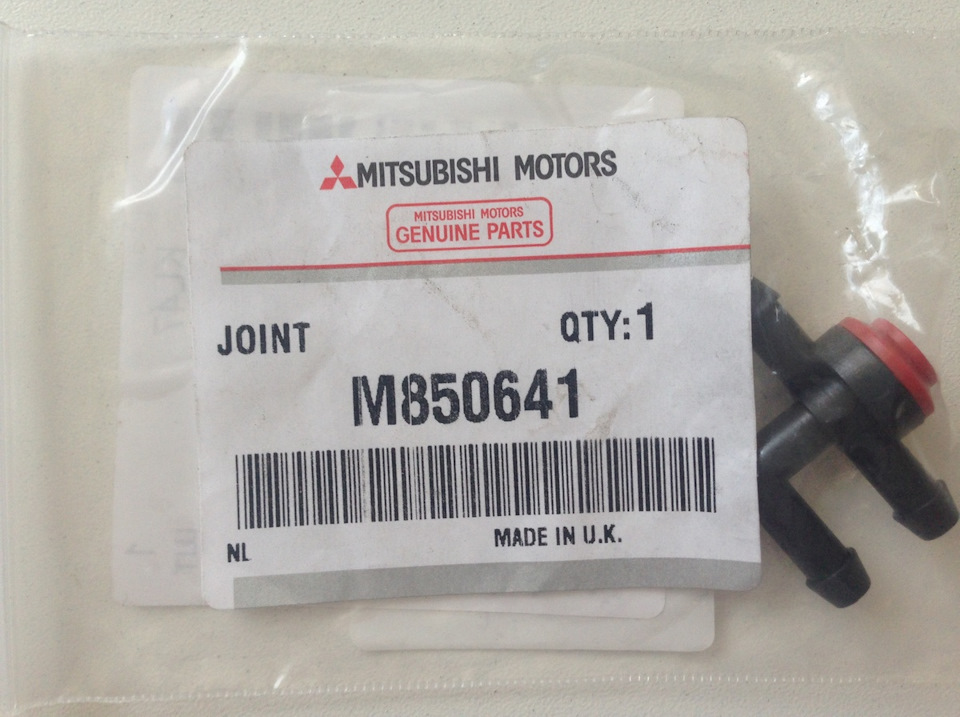 MITSUBISHI MOTORS
MITSUBISHI MOTORS
GENUINE PARTS
JOINT QTY:1
M850641
NL MADE IN U.K.